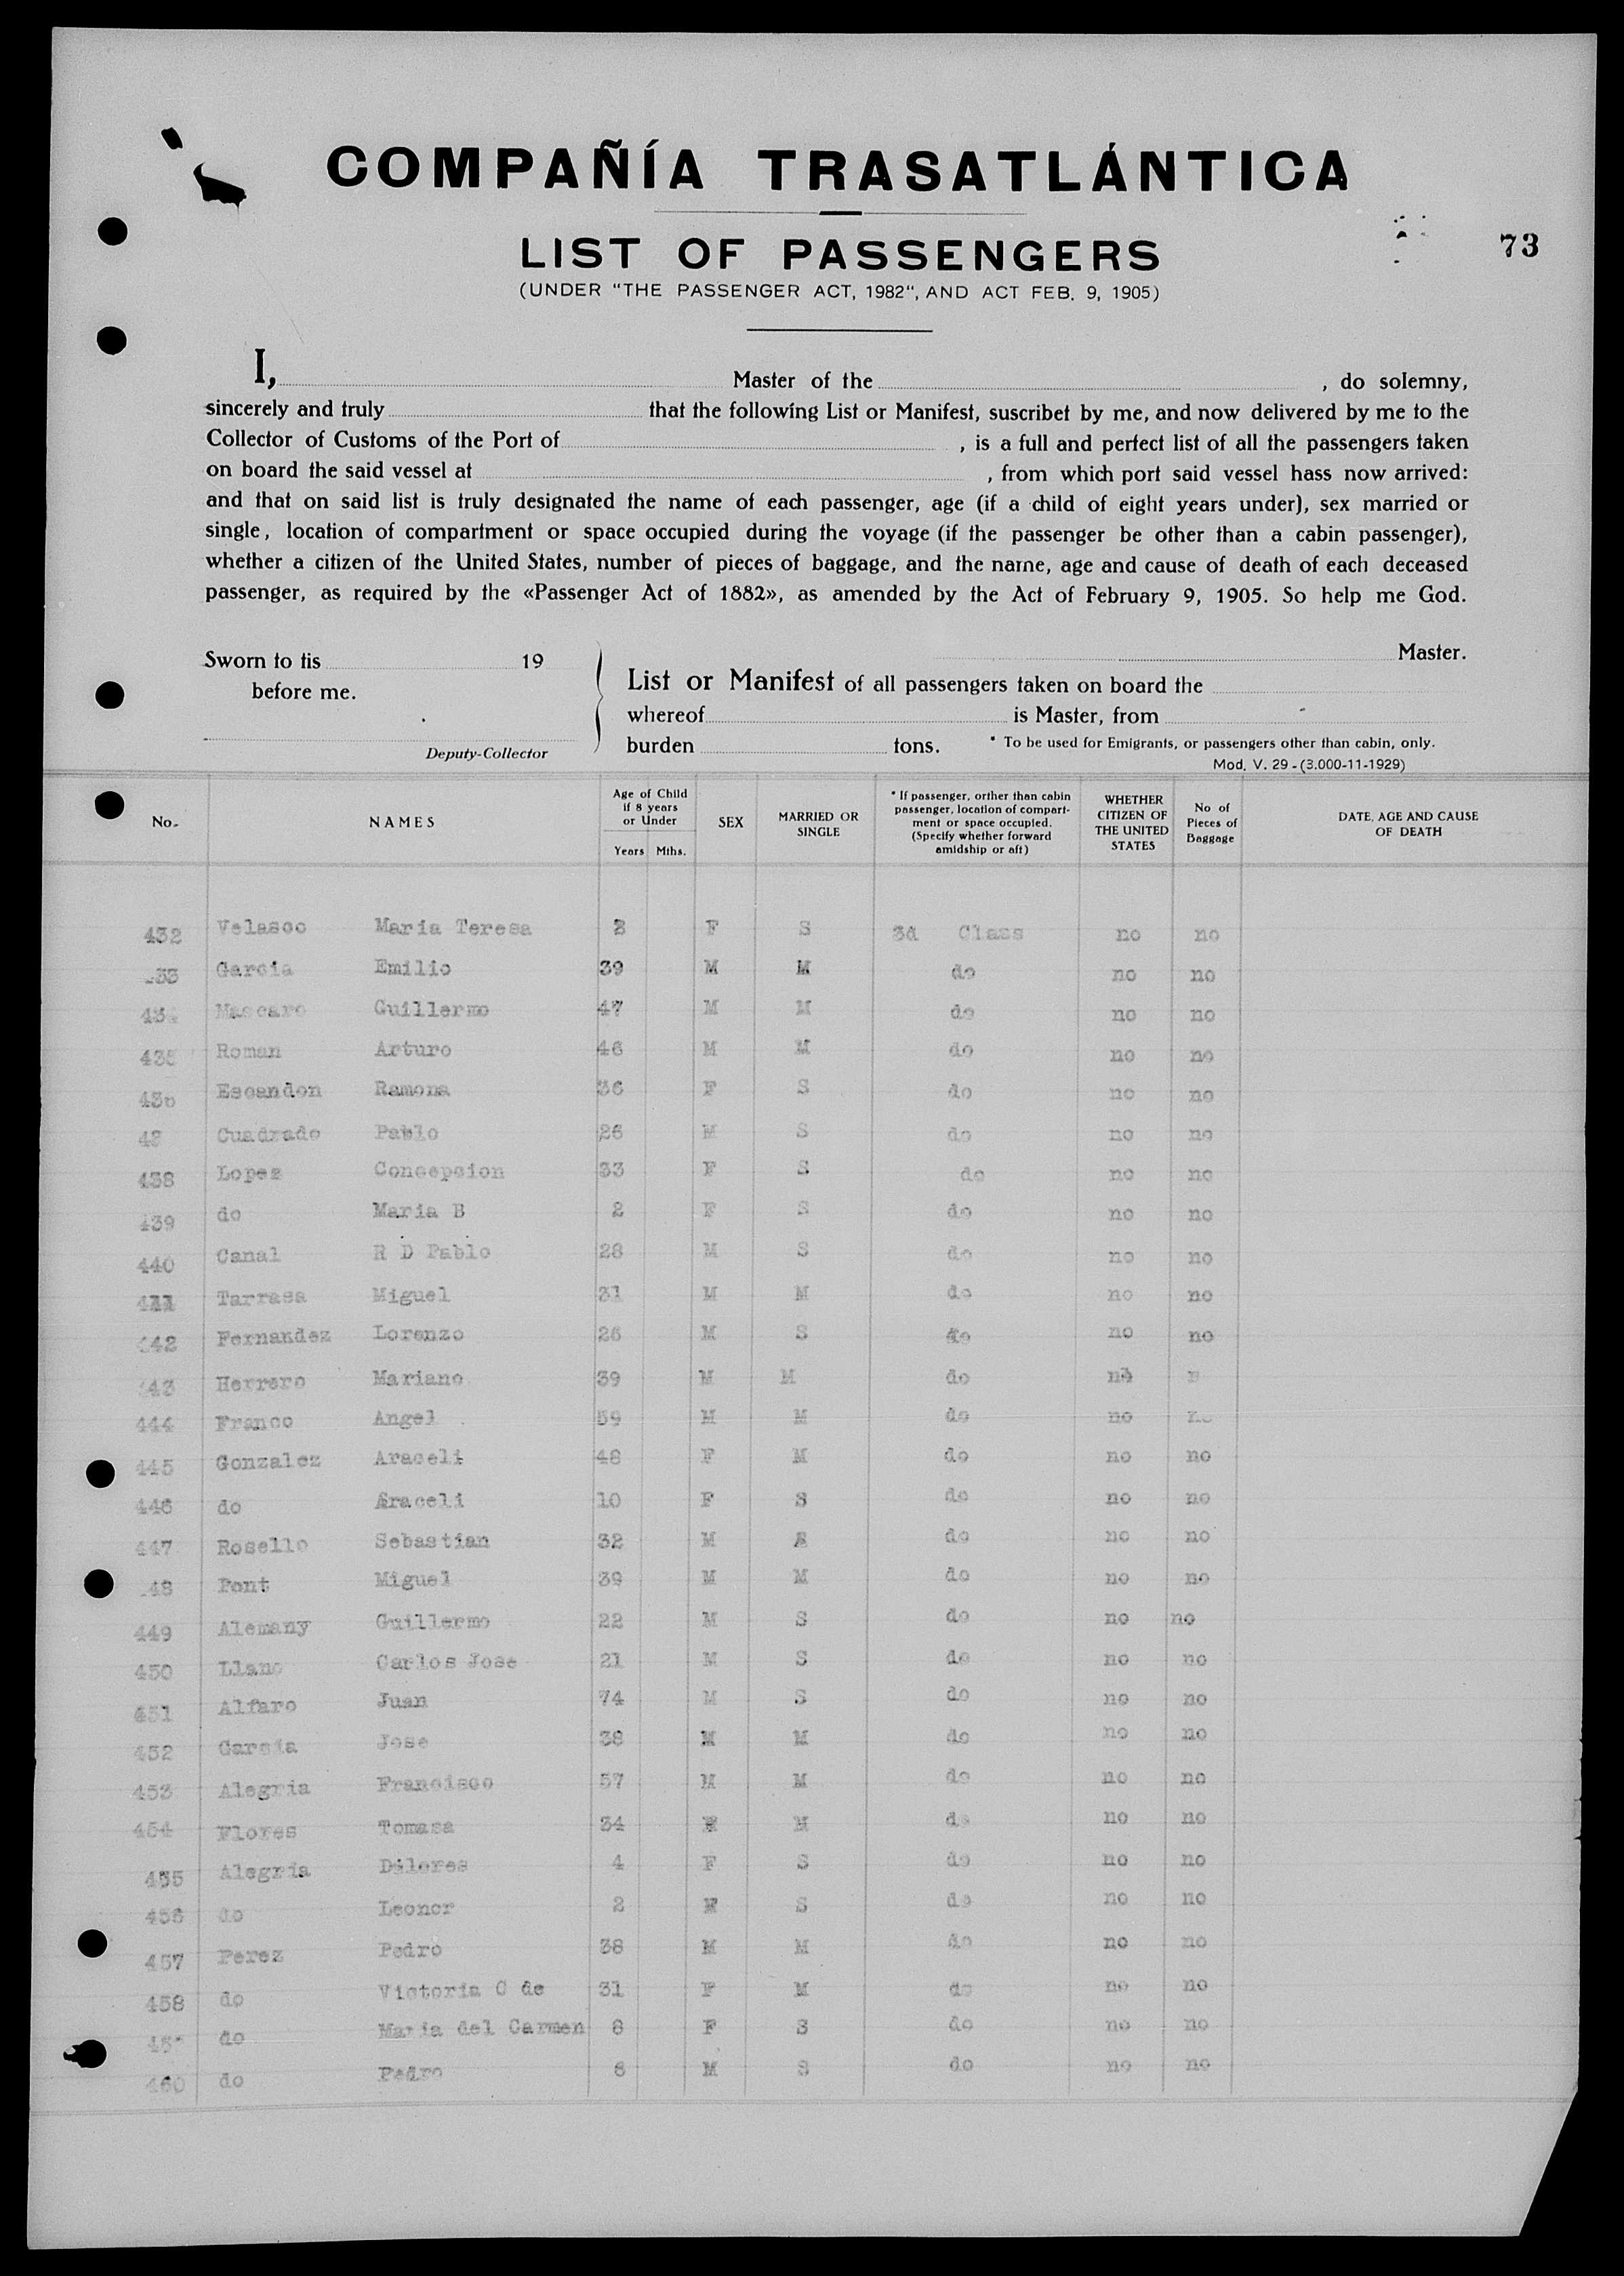 COMPAÑÍA TRASATLÁNTICA
LIST OF PASSENGERS
73
(UNDER "THE PASSENGER ACT, 1982", AND ACT FEB. 9, 1905)
I, Master of the , do solemny,
sincerely and truly that the following List or Manifest, suscribet by me, and now delivered by me to the
Collector of Customs of the Port of , is a full and perfect list of all the passengers taken
on board the said vessel at , from which port said vessel hass now arrived:
and that on said list is truly designated the name of each passenger, age (if a child of eight years under), sex married or
single, location of compartment or space occupied during the voyage (if the passenger be other than a cabin passenger),
whether a citizen of the United States, number of pieces of baggage, and the name, age and cause of death of each deceased
passenger, as required by the «Passenger Act of 1882», as amended by the Act of February 9, 1905. So help me God.
Sworn to tis 19
before me.
Deputy-Collector
Master.
List or Manifest of all passengers taken on board the
whereof is Master, from
burden tons. * To be used for Emigrants, or passengers other than cabin, only.
Mod. V. 29 - (3.000-11-1929)
No. NAMES Age of Child if 8 years or Under Years Mths. SEX MARRIED OR SINGLE * If passenger, orther than cabin passenger, location of compartment or space occupied. (Specify whether forward amidship or aft) WHETHER CITIZEN OF THE UNITED STATES No of Pieces of Baggage DATE, AGE AND CAUSE OF DEATH
432 Velasco Maria Teresa F S 3d Class no no
33 Garcia Emilio 39 M M do no no
43 Mascaro Guillermo 47 M M do no no
435 Roman Arturo 46 M M do no no
436 Escandon Ramona 36 F S do no no
43 Cuadrado Pablo 26 M S do no no
438 Lopez Concepcion 33 F S do no no
439 do Maria B 2 F S do no no
440 Canal R D Pablo 28 M S do no no
441 Tarrasa Miguel 31 M M do no no
442 Fernandez Lorenzo 26 M S do no no
43 Herrero Mariano 39 M M do no
444 Franco Angel 59 M M do no
445 Gonzalez Araceli 48 F M do no no
446 do Araceli 10 F S do no no
447 Rosello Sebastian 32 M do no no
48 Pont Miguel 39 M M do no no
449 Alemany Guillermo 22 M S do no no
450 Llano Carlos Jose 21 M S do no no
451 Alfaro Juan 74 M S do no no
452 Garcia Jose 38 M M do no no
453 Alegria Francisco 57 M M do no no
454 Flores Tomasa 34 F M do no no
455 Alegria Dolores 4 F S do no no
456 do Leonor 2 F S do no no
457 Perez Pedro 38 M M do no no
458 do Victoria C de 31 F M do no no
45 do Maria del Carmen 8 F S do no no
460 do Pedro 6 M S do no no